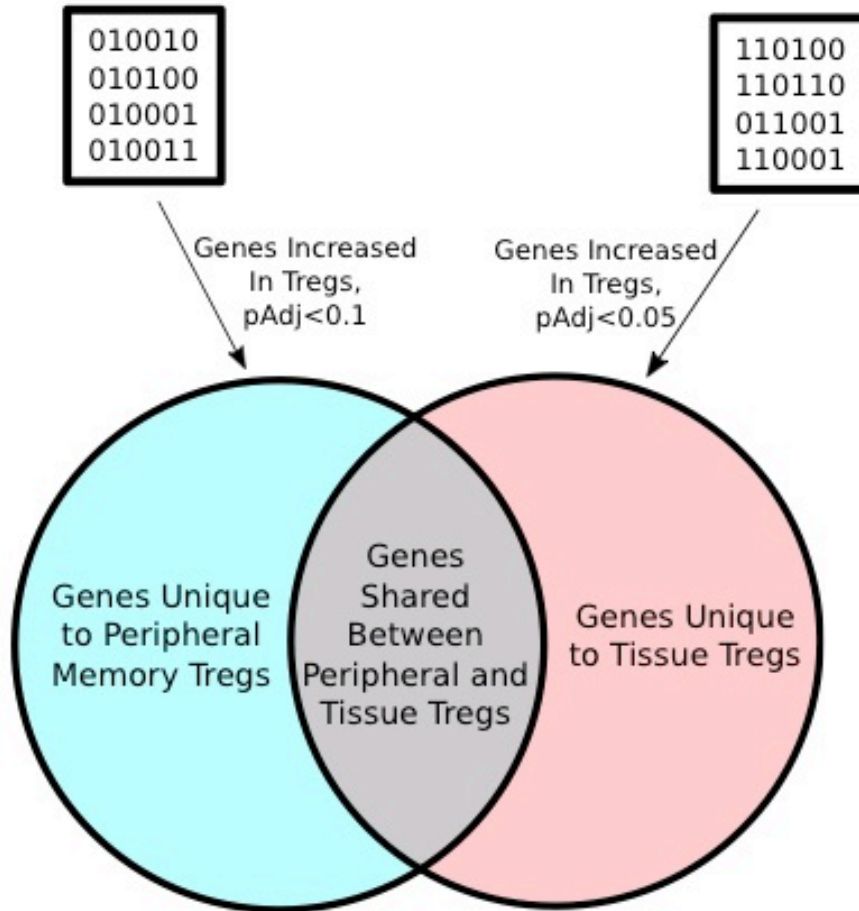 010010
010100
010001
010011
110100
110110
011001
110001
Genes Increased
In Tregs,
pAdj<0.1
Genes Increased
In Tregs,
pAdj<0.05
Genes Unique
to Peripheral
Memory Tregs
Genes
Shared
Between
Peripheral and
Tissue Tregs
Genes Unique
to Tissue Tregs